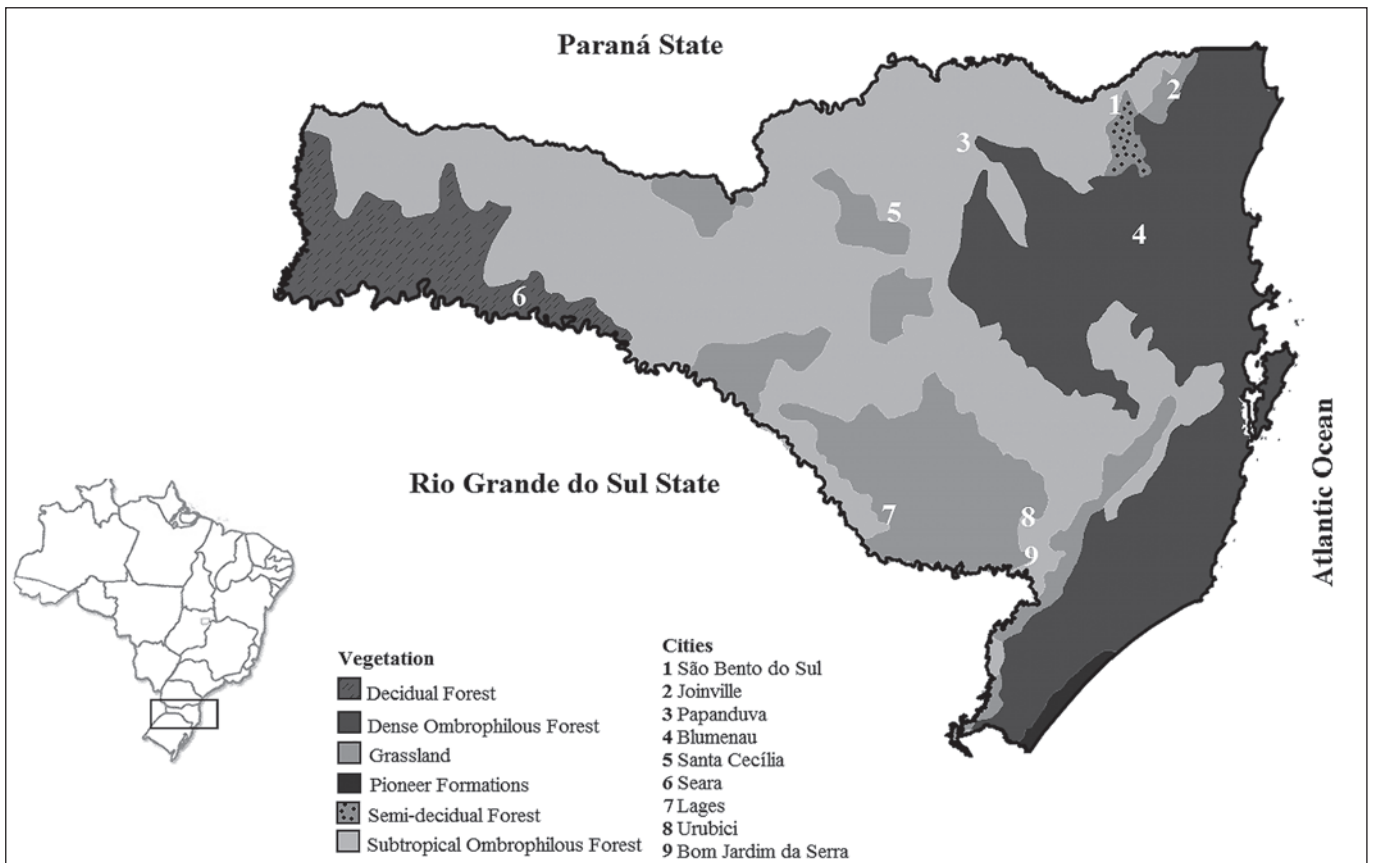 Paraná State
1
2
3
5
4
6
Rio Grande do Sul State
7
8
9
Atlantic Ocean
Vegetation
Decidual Forest
Dense Ombrophilous Forest
Grassland
Pioneer Formations
Semi-decidual Forest
Subtropical Ombrophilous Forest
Cities
1 São Bento do Sul
2 Joinville
3 Papanduva
4 Blumenau
5 Santa Cecília
6 Seara
7 Lages
8 Urubici
9 Bom Jardim da Serra